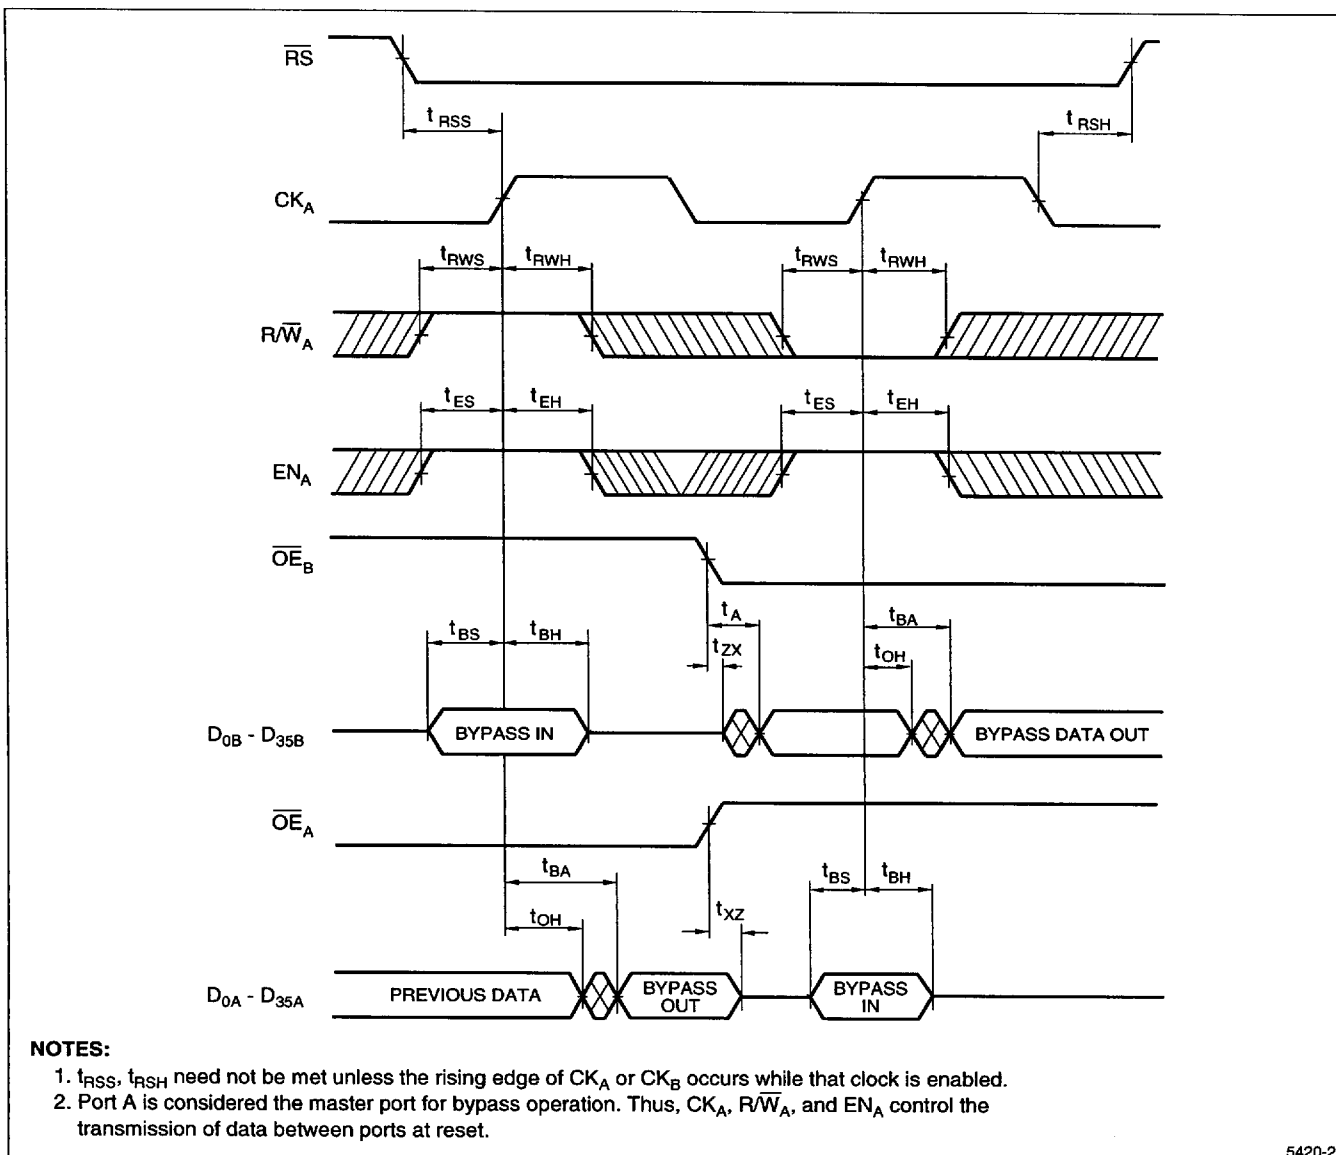 RS
t RSS
t RSH
CKA
tRWS
tRWH
tRWS
tRWH
R/WA
tES
tEH
tES
tEH
ENA
OEB
tA
tBA
tBS
tBH
tZX
tOH
D0B - D35B
BYPASS IN
BYPASS DATA OUT
OEA
tBA
tBS
tBH
tXZ
tOH
D0A - D35A
PREVIOUS DATA
BYPASS
OUT
BYPASS
IN
NOTES:
1. tRSS, tRSH need not be met unless the rising edge of CKA or CKB occurs while that clock is enabled.
2. Port A is considered the master port for bypass operation. Thus, CKA, R/WA, and ENA control the
transmission of data between ports at reset.
5420-2